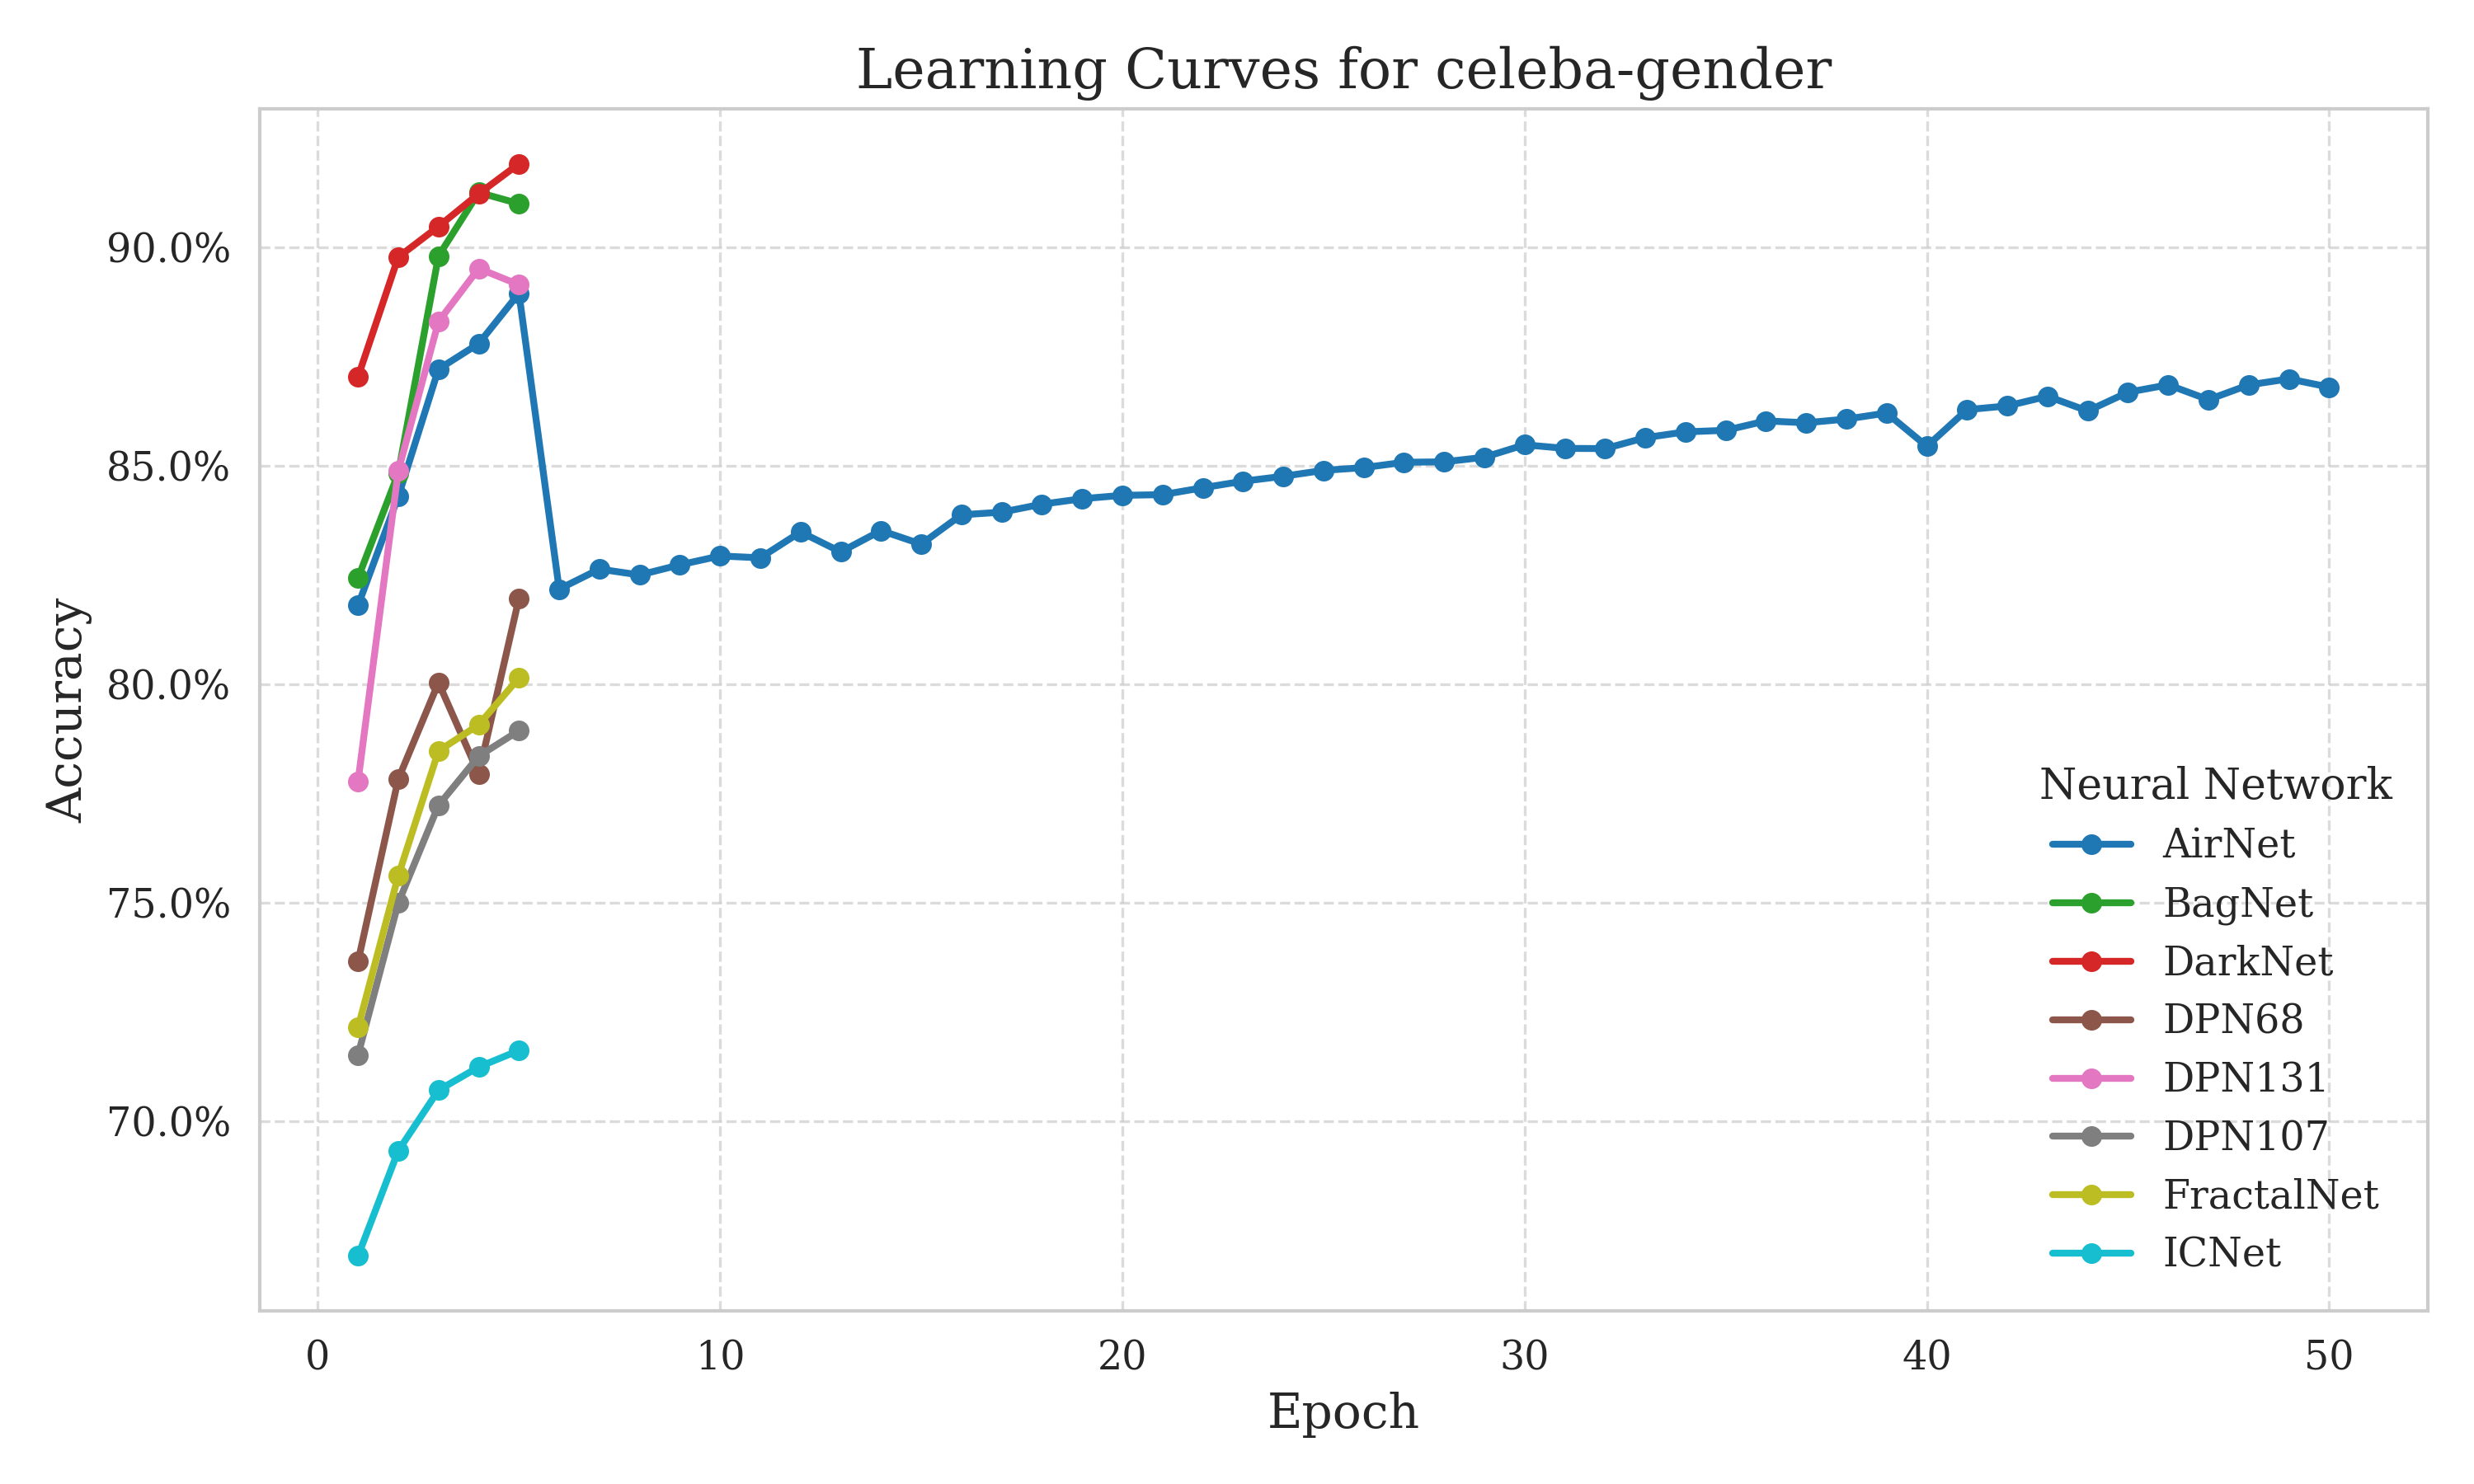 Learning Curves for celeba-gender
Accuracy
90.0%
85.0%
80.0%
75.0%
70.0%
0 10 20 30 40 50
Epoch
Neural Network
AirNet
BagNet
DarkNet
DPN68
DPN131
DPN107
FractalNet
ICNet